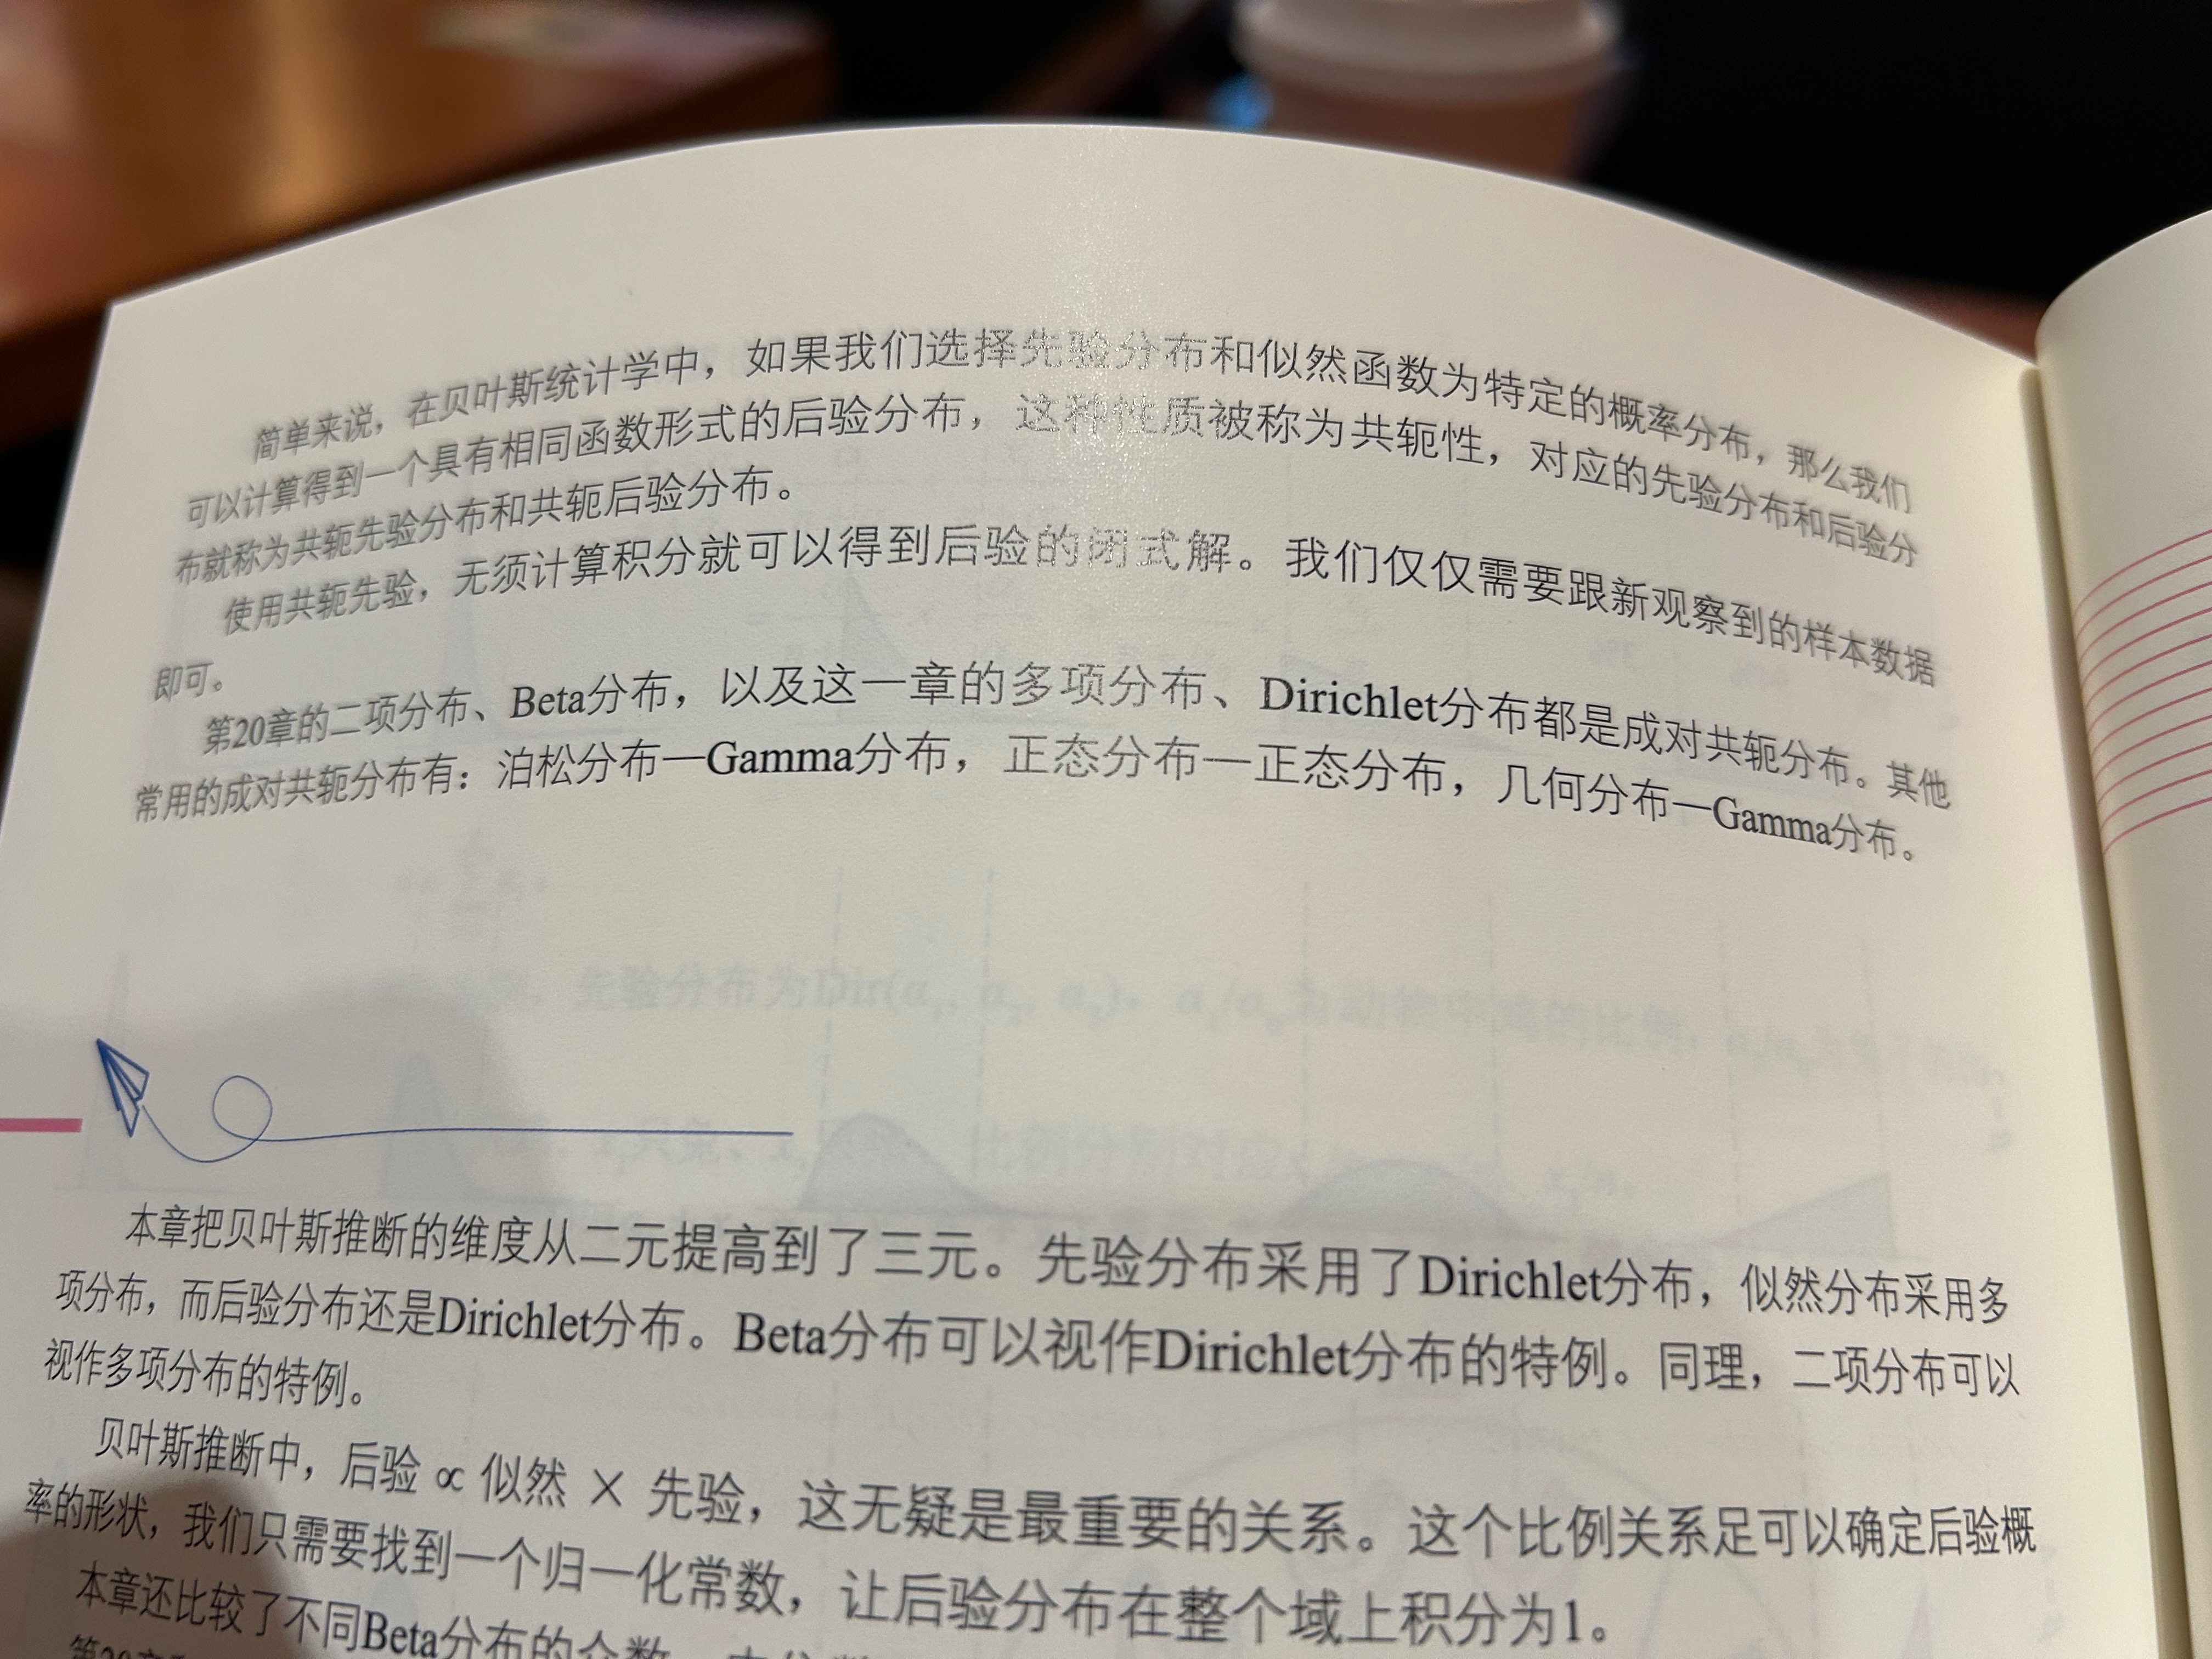 简单来说，在贝叶斯统计学中，如果我们选择先验分布和似然函数为特定的概率分布，那么我们
可以计算得到一个具有相同函数形式的后验分布，这种性质被称为共轭性，对应的先验分布和后验分
布就称为共轭先验分布和共轭后验分布。
使用共轭先验，无须计算积分就可以得到后验的闭式解。我们仅仅需要跟新观察到的样本数据
即可。
第20章的二项分布、Beta分布，以及这一章的多项分布、Dirichlet分布都是成对共轭分布。其他
常用的成对共轭分布有：泊松分布—Gamma分布，正态分布—正态分布，几何分布—Gamma分布。
本章把贝叶斯推断的维度从二元提高到了三元。先验分布采用了Dirichlet分布，似然分布采用多
项分布，而后验分布还是Dirichlet分布。Beta分布可以视作Dirichlet分布的特例。同理，二项分布可以
视作多项分布的特例。
贝叶斯推断中，后验 ∝ 似然 × 先验，这无疑是最重要的关系。这个比例关系足可以确定后验概
率的形状，我们只需要找到一个归一化常数，让后验分布在整个域上积分为1。
本章还比较了不同Beta分布的众数、